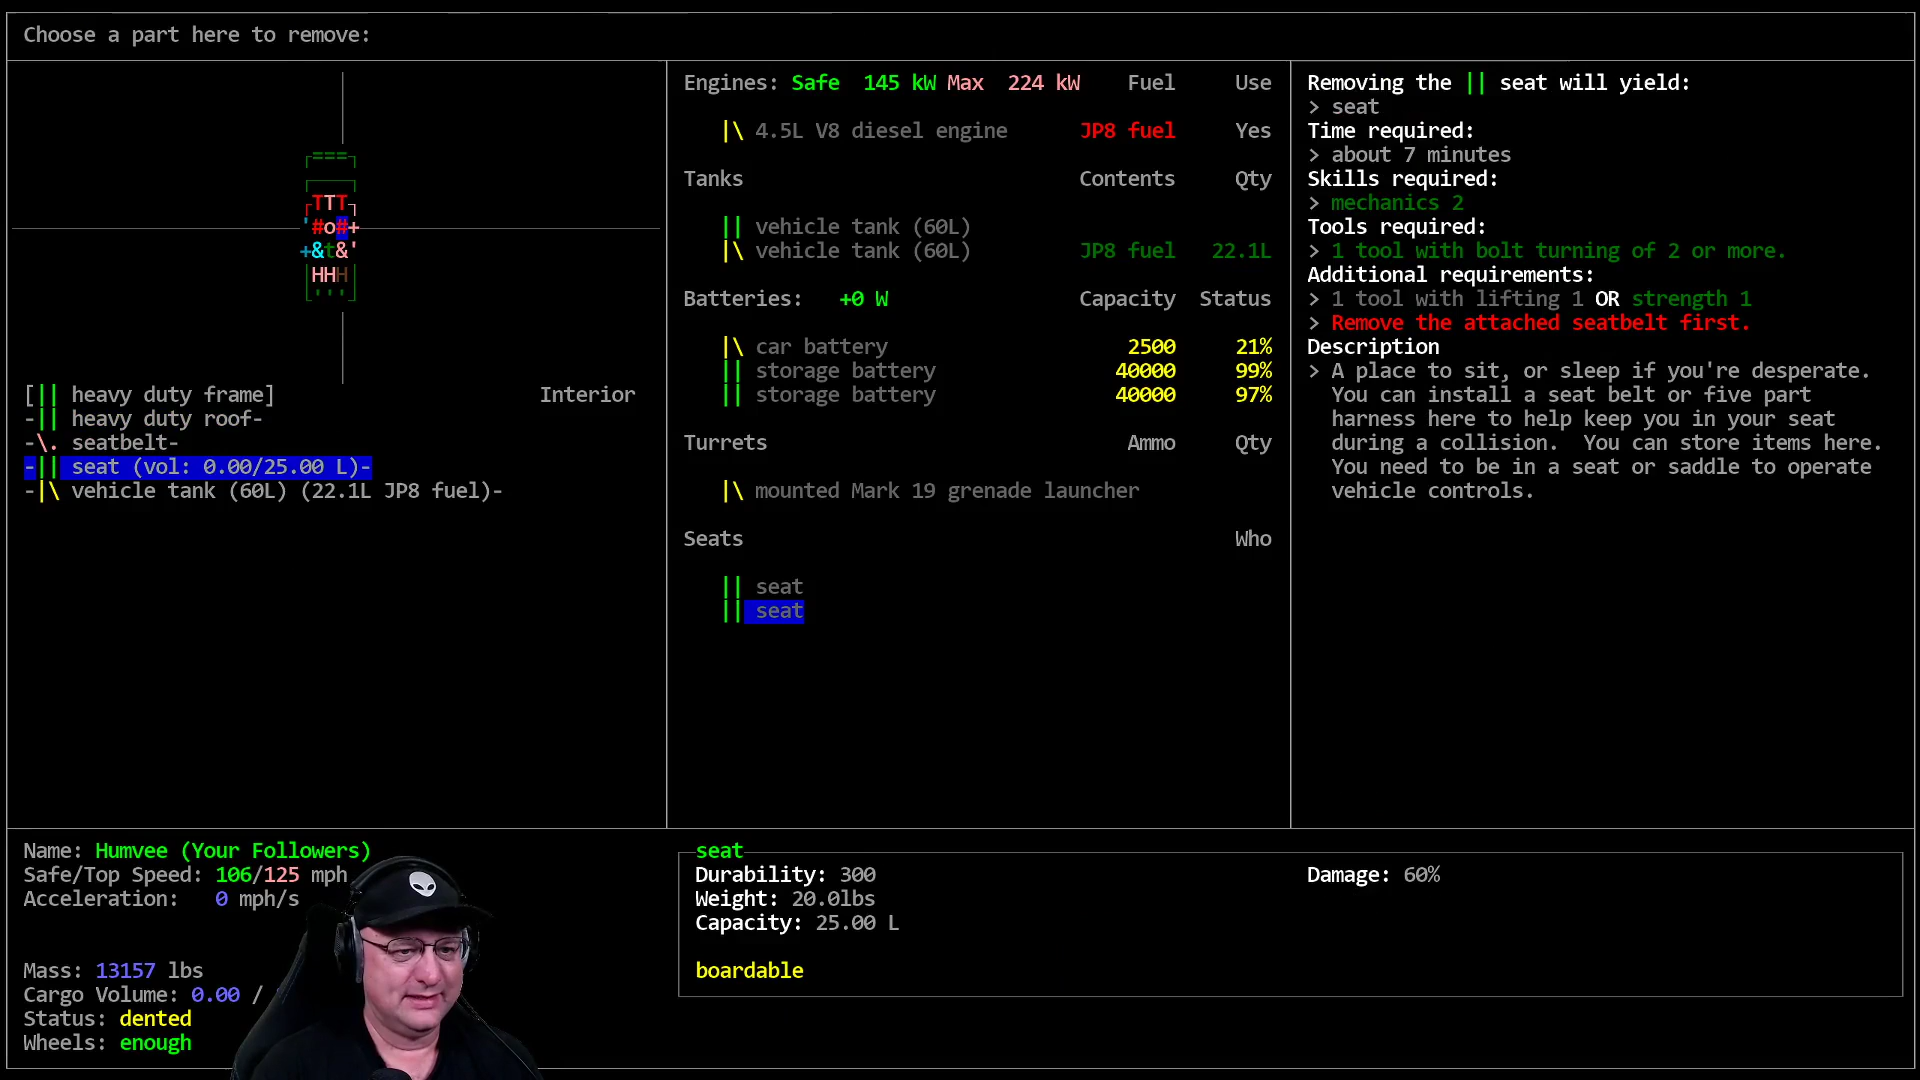 Choose a part here to remove:
[|| heavy duty frame] Interior
-|| heavy duty roof-
-\. seatbelt-
-|| seat (vol: 0.00/25.00 L)-
-|\ vehicle tank (60L) (22.1L JP8 fuel)-
Engines: Safe 145 kW Max 224 kW Fuel Use
|\ 4.5L V8 diesel engine JP8 fuel Yes
Tanks Contents Qty
|| vehicle tank (60L)
|\ vehicle tank (60L) JP8 fuel 22.1L
Batteries: +0 W Capacity Status
|\ car battery 2500 21%
|| storage battery 40000 99%
|| storage battery 40000 97%
Turrets Ammo Qty
|\ mounted Mark 19 grenade launcher
Seats Who
|| seat
|| seat
Removing the || seat will yield:
> seat
Time required:
> about 7 minutes
Skills required:
> mechanics 2
Tools required:
> 1 tool with bolt turning of 2 or more.
Additional requirements:
> 1 tool with lifting 1 OR strength 1
> Remove the attached seatbelt first.
Description
> A place to sit, or sleep if you're desperate.
You can install a seat belt or five part
harness here to help keep you in your seat
during a collision.  You can store items here.
You need to be in a seat or saddle to operate
vehicle controls.
Name: Humvee (Your Followers)
Safe/Top Speed: 106/125 mph
Acceleration: 0 mph/s
Mass: 13157 lbs
Cargo Volume: 0.00 /
Status: dented
Wheels: enough
seat
Durability: 300 Damage: 60%
Weight: 20.0lbs
Capacity: 25.00 L
boardable